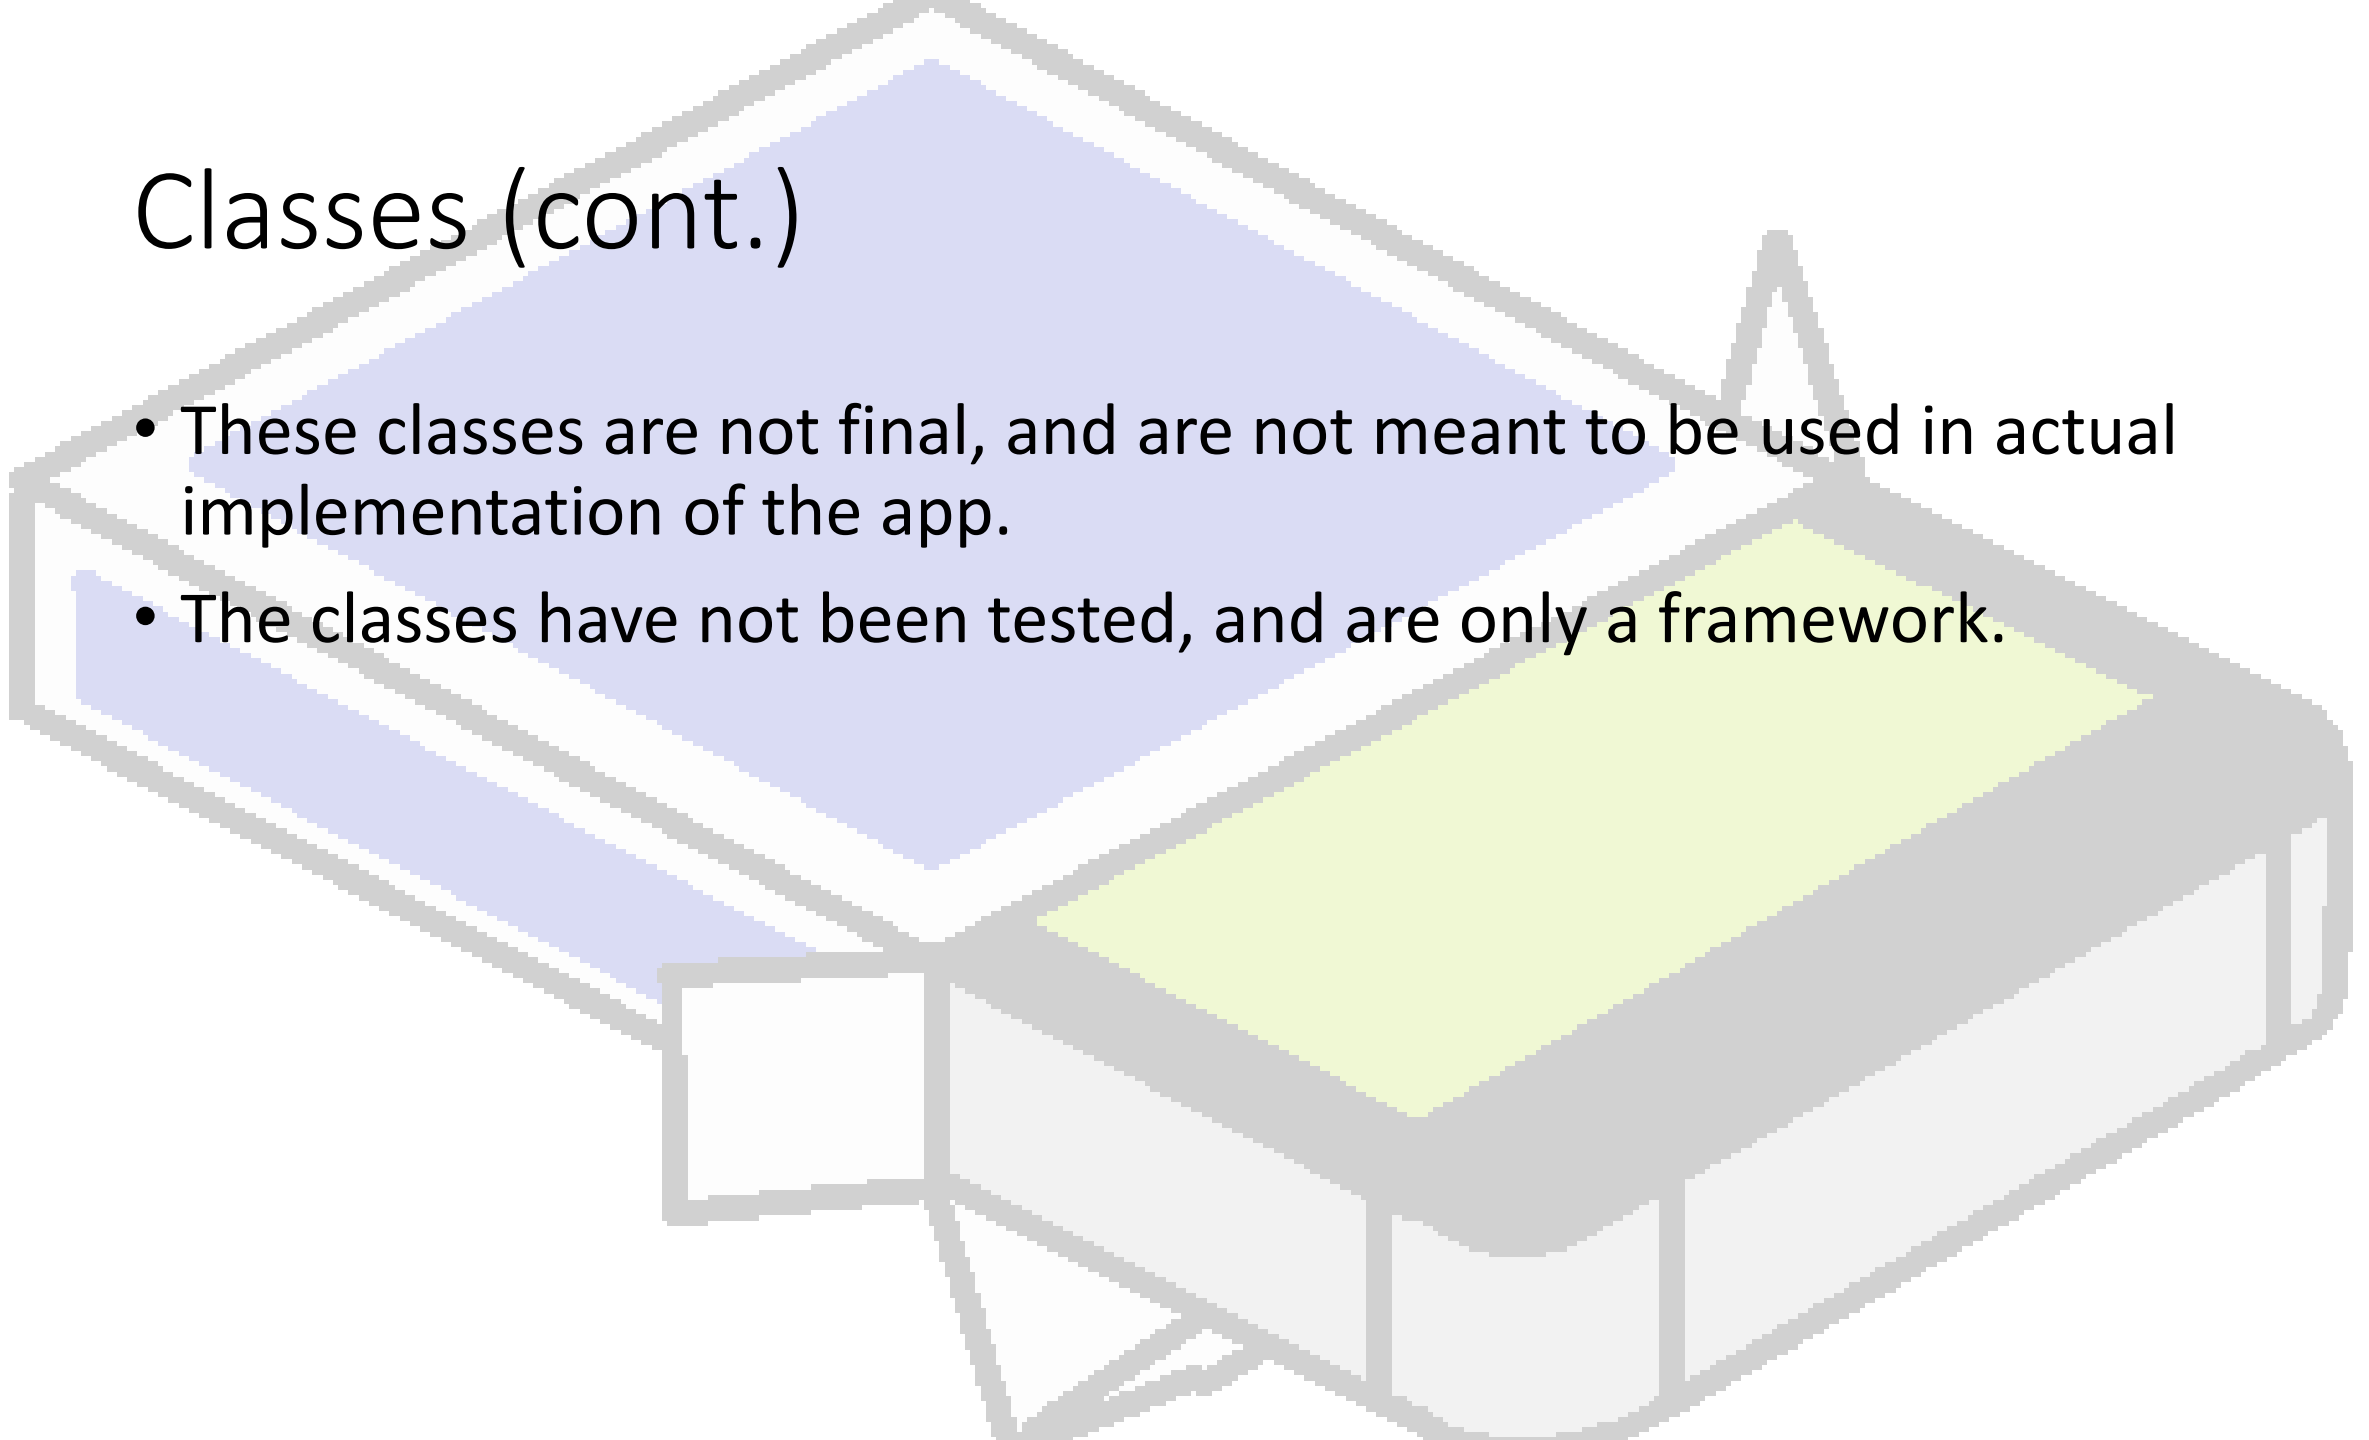 Classes (cont.)
• These classes are not final, and are not meant to be used in actual
implementation of the app.
• The classes have not been tested, and are only a framework.